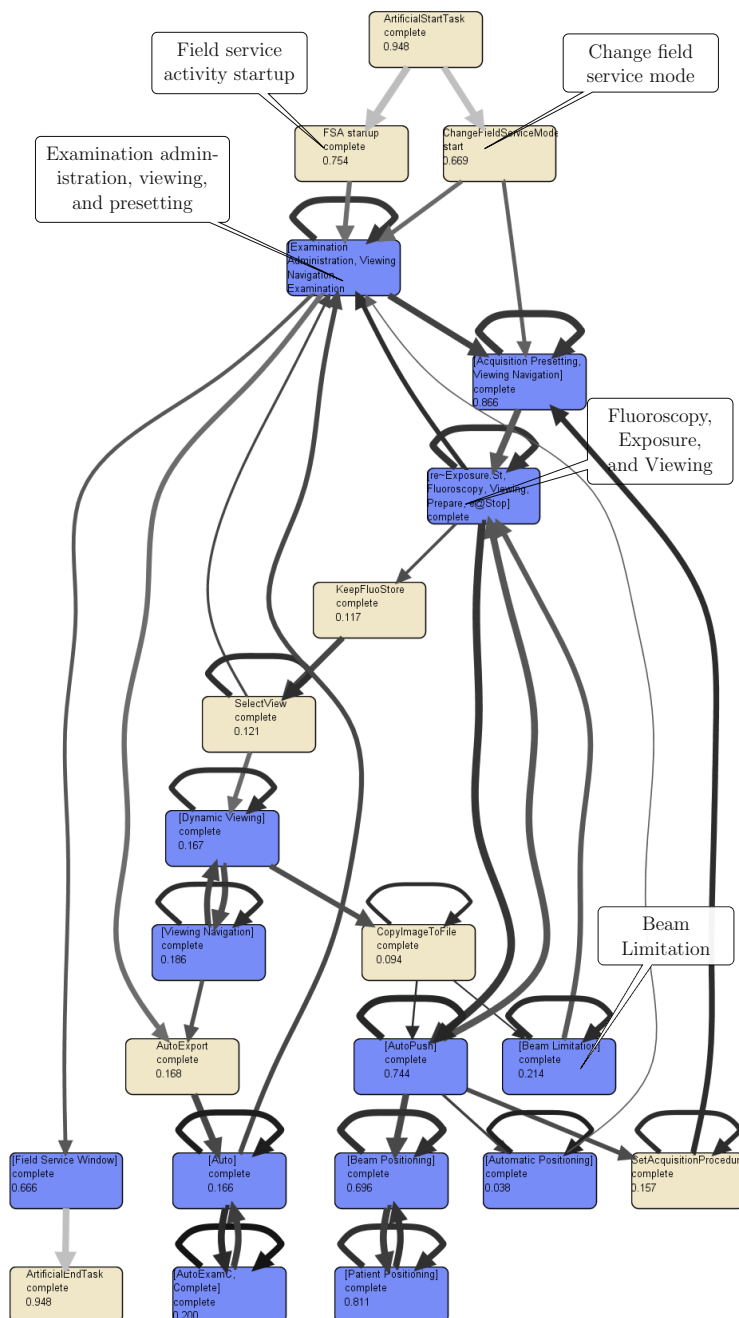 ArtificialStartTask
complete
0.948
Field service
activity startup
Change field
service mode
FSA startup
complete
0.754
ChangeFieldServiceMode
start
0.669
Examination admin-
istration, viewing,
and presetting
[Examination
Administration, Viewing
Navigation,
Examination
[Acquisition Presetting,
Viewing Navigation]
complete
0.866
Fluoroscopy,
Exposure,
and Viewing
[re~Exposure.St,
Fluoroscopy, Viewing,
Prepare, e@Stop]
complete
KeepFluoStore
complete
0.117
SelectView
complete
0.121
[Dynamic Viewing]
complete
0.167
[Viewing Navigation]
complete
0.186
CopyImageToFile
complete
0.094
Beam
Limitation
AutoExport
complete
0.168
[AutoPush]
complete
0.744
[Beam Limitation]
complete
0.214
[Field Service Window]
complete
0.666
[Auto]
complete
0.166
[Beam Positioning]
complete
0.696
[Automatic Positioning]
complete
0.038
SetAcquisitionProcedur
complete
0.157
ArtificialEndTask
complete
0.948
[AutoExamC,
Complete]
complete
0.200
[Patient Positioning]
complete
0.811